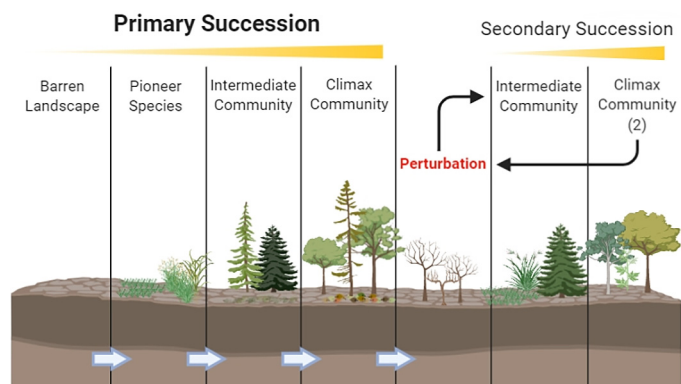 Primary Succession
Secondary Succession
Barren
Landscape
Pioneer
Species
Intermediate
Community
Climax
Community
Perturbation
Intermediate
Community
Climax
Community
(2)